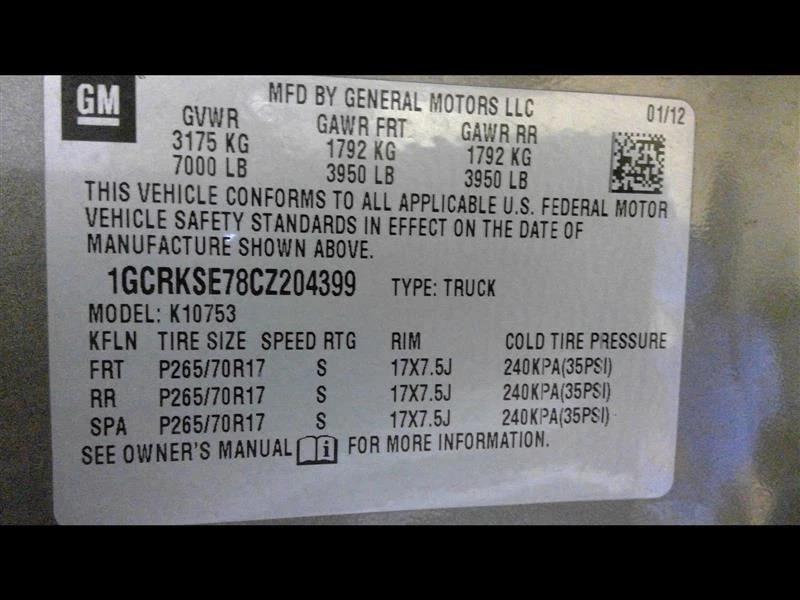 GM
MFD BY GENERAL MOTORS LLC 01/12
GVWR GAWR FRT GAWR RR
3175 KG 1792 KG 1792 KG
7000 LB 3950 LB 3950 LB
THIS VEHICLE CONFORMS TO ALL APPLICABLE U.S. FEDERAL MOTOR
VEHICLE SAFETY STANDARDS IN EFFECT ON THE DATE OF
MANUFACTURE SHOWN ABOVE.
1GCRKSE78CZ204399 TYPE: TRUCK
MODEL: K10753
KFLN TIRE SIZE SPEED RTG RIM COLD TIRE PRESSURE
FRT P265/70R17 S 17X7.5J 240KPA(35PSI)
RR P265/70R17 S 17X7.5J 240KPA(35PSI)
SPA P265/70R17 S 17X7.5J 240KPA(35PSI)
SEE OWNER'S MANUAL i FOR MORE INFORMATION.